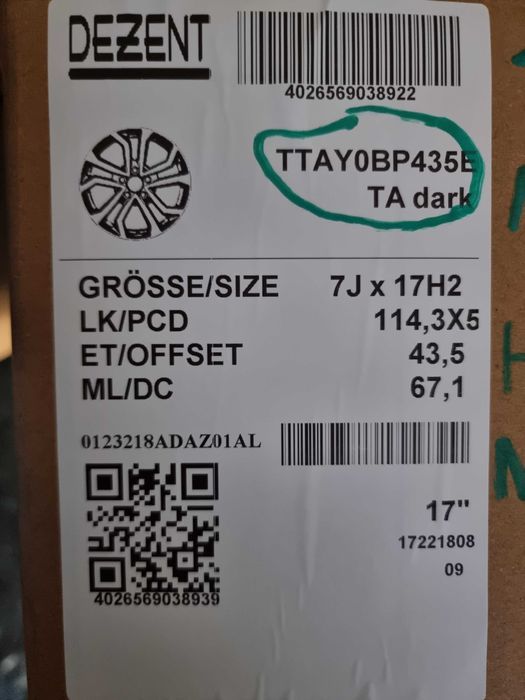 DEZENT
4026569038922
TTAY0BP435E
TA dark
GRÖSSE/SIZE 7J x 17H2
LK/PCD 114,3X5
ET/OFFSET 43,5
ML/DC 67,1
0123218ADAZ01AL
17"
17221808
09
4026569038939